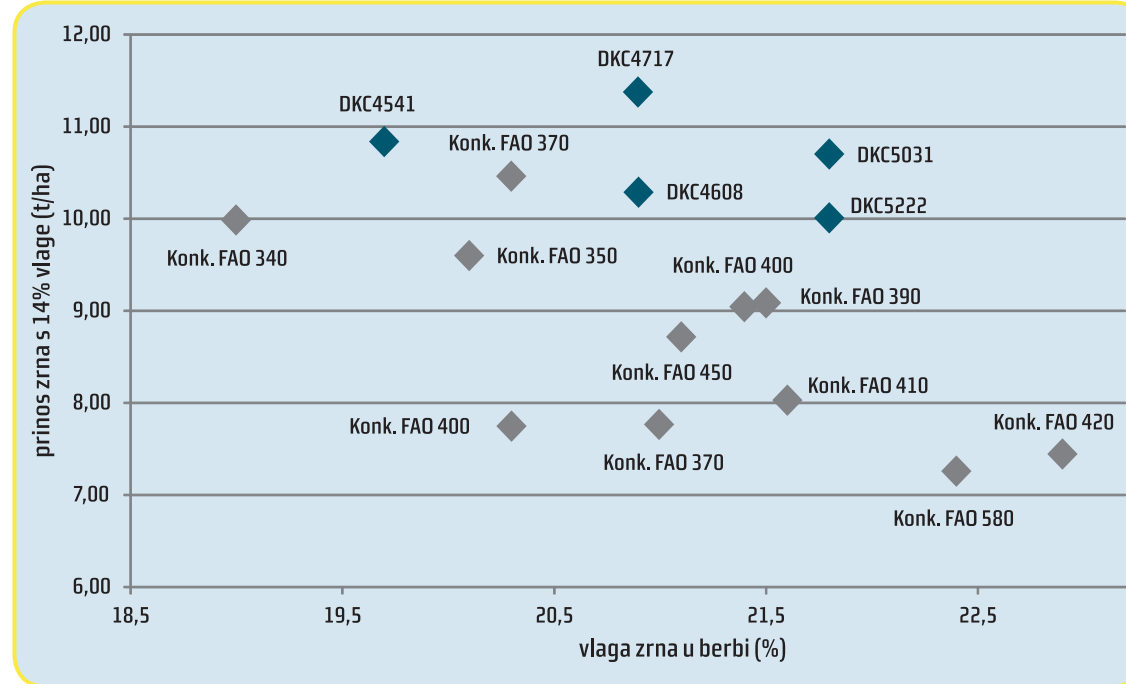 12,00
11,00
10,00
9,00
8,00
7,00
6,00
18,5
19,5
20,5
21,5
22,5
prinos zrna s 14% vlage (t/ha)
vlaga zrna u berbi (%)
DKC4717
DKC4541
Konk. FAO 370
DKC5031
DKC4608
DKC5222
Konk. FAO 340
Konk. FAO 350
Konk. FAO 400
Konk. FAO 390
Konk. FAO 450
Konk. FAO 410
Konk. FAO 400
Konk. FAO 420
Konk. FAO 370
Konk. FAO 580